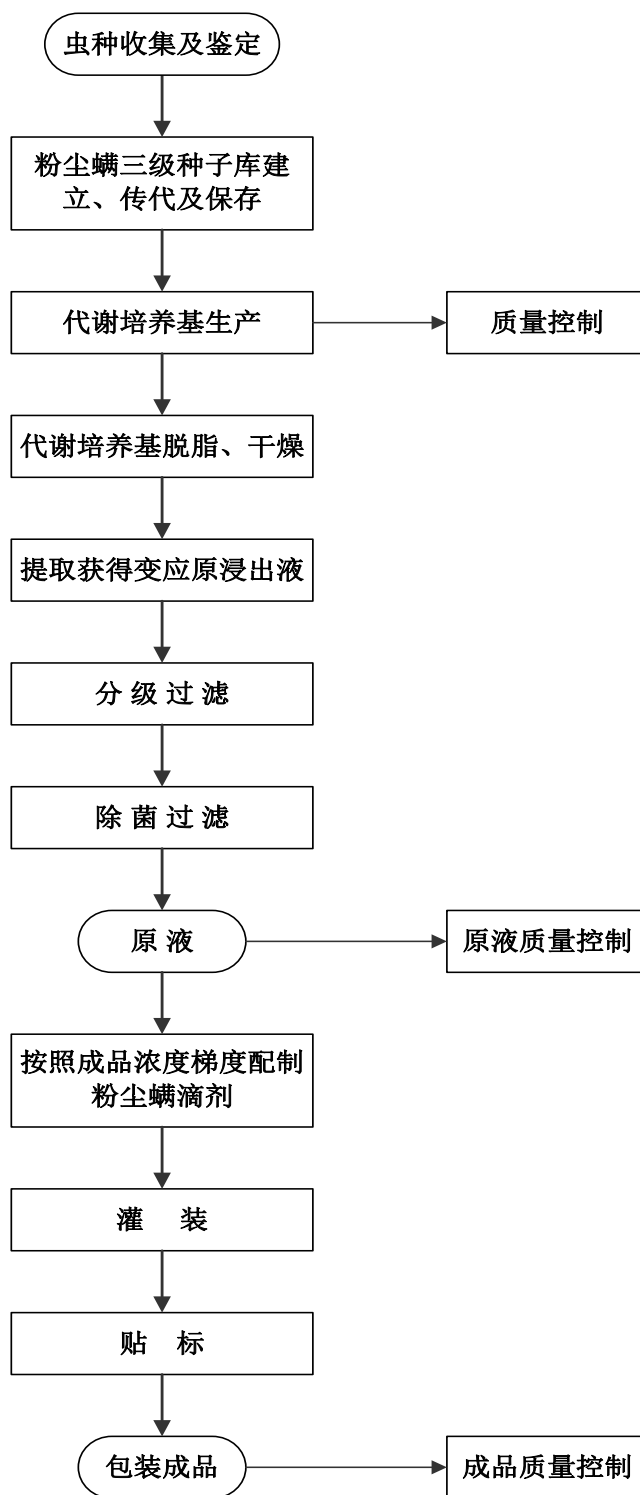 虫种收集及鉴定
粉尘螨三级种子库建
立、传代及保存
代谢培养基生产
质量控制
代谢培养基脱脂、干燥
提取获得变应原浸出液
分级过滤
除菌过滤
原液
原液质量控制
按照成品浓度梯度配制
粉尘螨滴剂
灌 装
贴 标
包装成品
成品质量控制